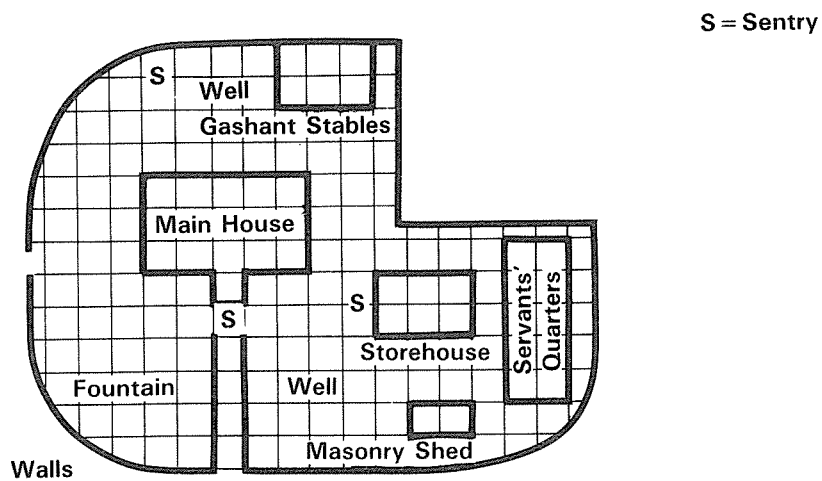 S = Sentry
S
Well
Gashant Stables
Main House
S
S
Storehouse
Servants'
Quarters
Fountain
Well
Masonry Shed
Walls